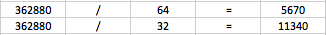 362880 / 64 = 5670
362880 / 32 = 11340